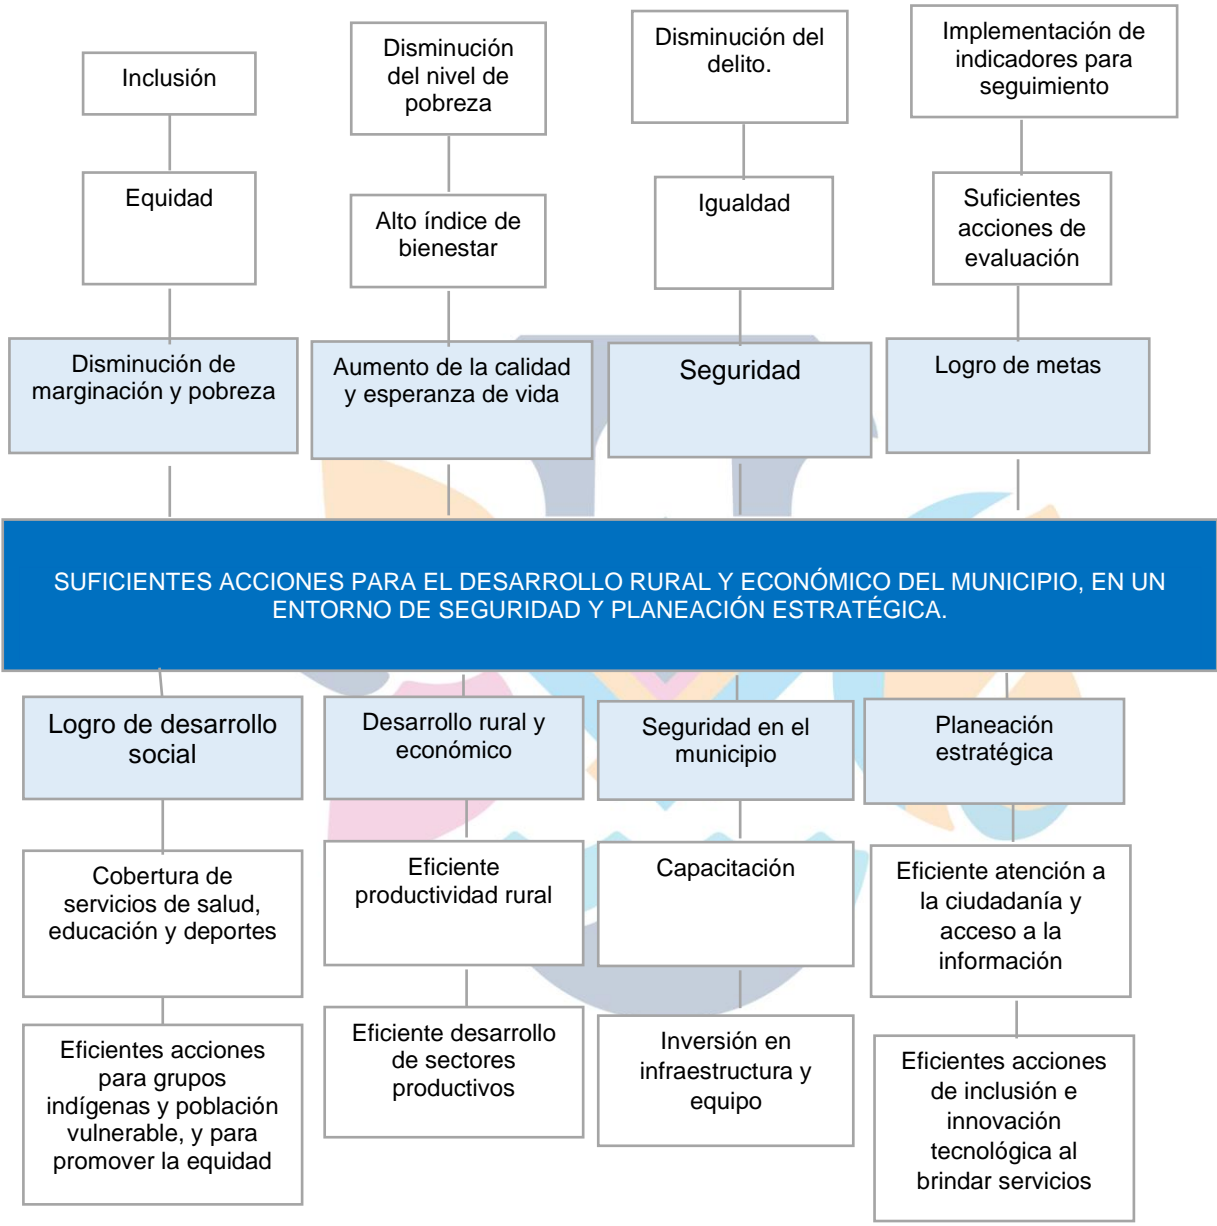 Inclusión
Disminución
del nivel de
pobreza
Disminución del
delito.
Implementación de
indicadores para
seguimiento
Equidad
Alto índice de
bienestar
Igualdad
Suficientes
acciones de
evaluación
Disminución de
marginación y pobreza
Aumento de la calidad
y esperanza de vida
Seguridad
Logro de metas
SUFICIENTES ACCIONES PARA EL DESARROLLO RURAL Y ECONÓMICO DEL MUNICIPIO, EN UN
ENTORNO DE SEGURIDAD Y PLANEACIÓN ESTRATÉGICA.
Logro de desarrollo
social
Desarrollo rural y
económico
Seguridad en el
municipio
Planeación
estratégica
Cobertura de
servicios de salud,
educación y deportes
Eficiente
productividad rural
Capacitación
Eficiente atención a
la ciudadanía y
acceso a la
información
Eficientes acciones
para grupos
indígenas y población
vulnerable, y para
promover la equidad
Eficiente desarrollo
de sectores
productivos
Inversión en
infraestructura y
equipo
Eficientes acciones
de inclusión e
innovación
tecnológica al
brindar servicios